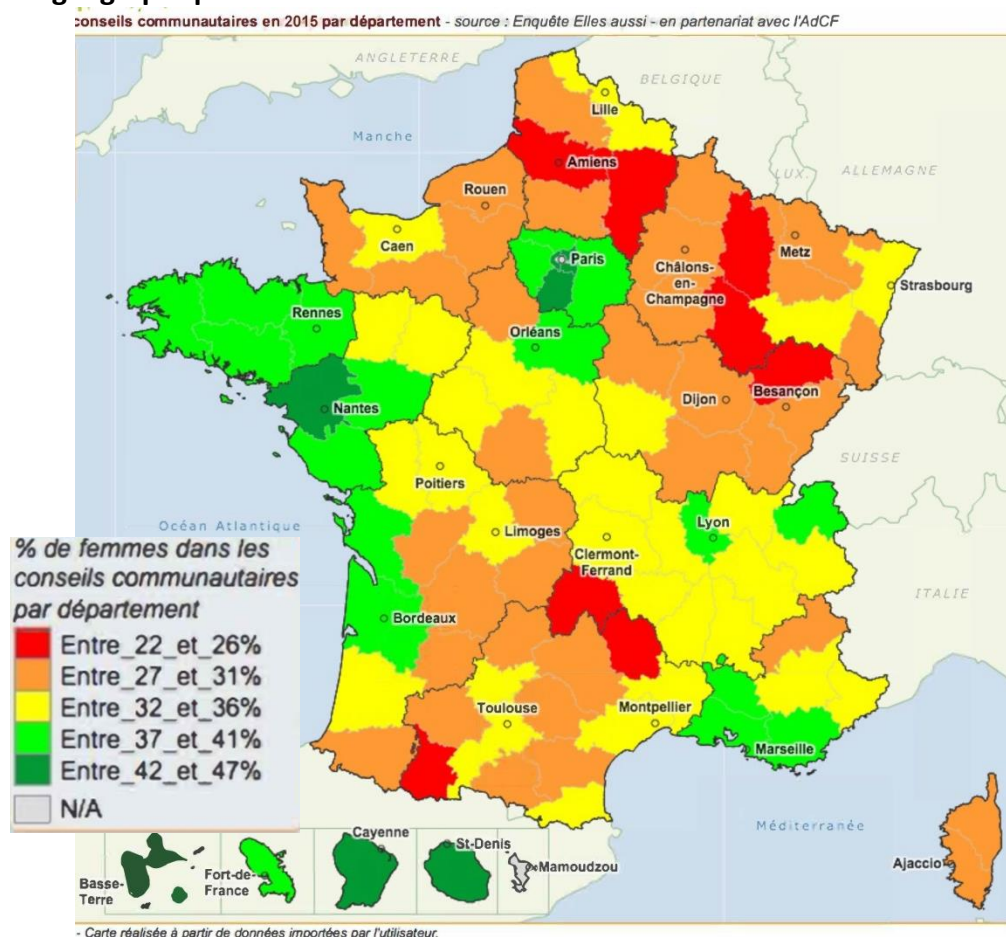 conseils communautaires en 2015 par département - source : Enquête Elles aussi - en partenariat avec l'AdCF
ANGLETERRE
BELGIQUE
Lille
Manche
Amiens
LUX.
ALLEMAGNE
Rouen
Caen
Paris
Metz
Châlons-
en-
Champagne
Strasbourg
Rennes
Orléans
Besançon
Dijon
Nantes
SUISSE
Poitiers
Océan Atlantique
Limoges
Lyon
Clermont-
Ferrand
ITALIE
Bordeaux
% de femmes dans les
conseils communautaires
par département
Entre_22_et_26%
Entre_27_et_31%
Entre_32_et_36%
Entre_37_et_41%
Entre_42_et_47%
N/A
Toulouse
Montpellier
Marseille
Méditerranée
Ajaccio
Basse-
Terre
Fort-de-
France
Cayenne
St-Denis
Mamoudzou
- Carte réalisée à partir de données importées par l'utilisateur.